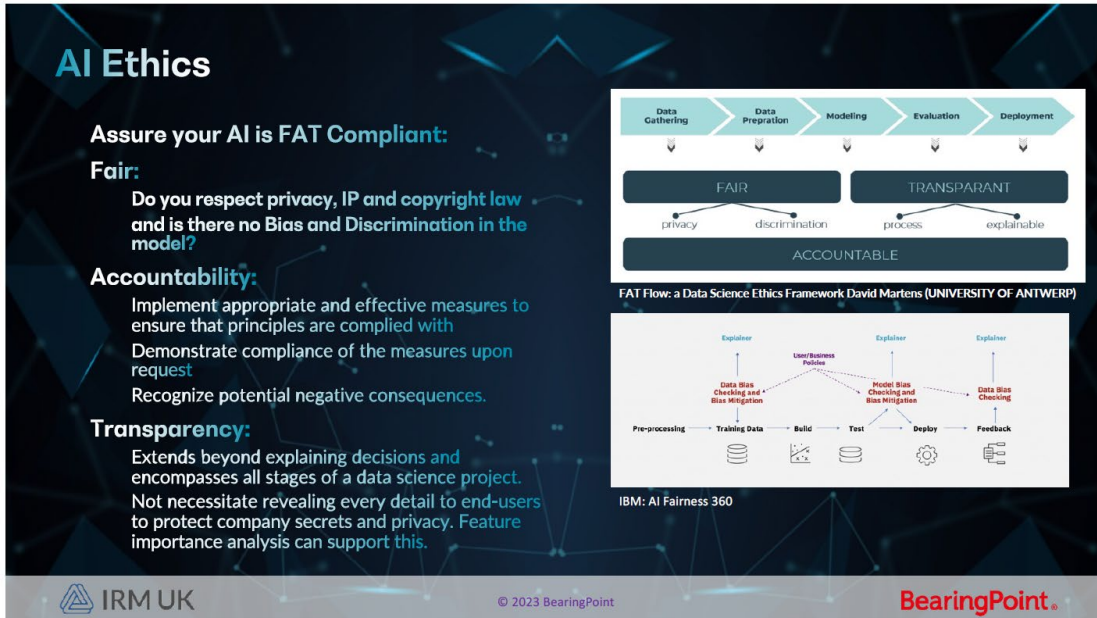 AI Ethics
Assure your AI is FAT Compliant:
Fair:
Do you respect privacy, IP and copyright law
and is there no Bias and Discrimination in the
model?
Accountability:
Implement appropriate and effective measures to
ensure that principles are complied with
Demonstrate compliance of the measures upon
request
Recognize potential negative consequences.
Transparency:
Extends beyond explaining decisions and
encompasses all stages of a data science project.
Not necessitate revealing every detail to end-users
to protect company secrets and privacy. Feature
importance analysis can support this.
Data Gathering
Data Prepration
Modeling
Evaluation
Deployment
FAIR
TRANSPARANT
privacy
discrimination
process
explainable
ACCOUNTABLE
FAT Flow: a Data Science Ethics Framework David Martens (UNIVERSITY OF ANTWERP)
Explainer
Explainer
Explainer
User/Business
Policies
Data Bias
Checking and
Bias Mitigation
Model Bias
Checking and
Bias Mitigation
Data Bias
Checking
Pre-processing
Training Data
Build
Test
Deploy
Feedback
IBM: AI Fairness 360
IRM UK
© 2023 BearingPoint
BearingPoint®